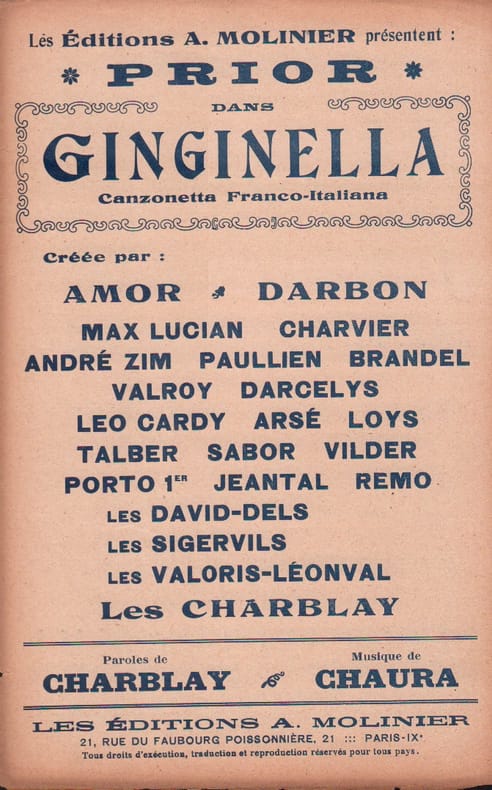 Les Éditions A. MOLINIER présentent :
PRIOR
DANS
GINGINELLA
Canzonetta Franco-Italiana
Créée par :
AMOR DARBON
MAX LUCIAN CHARVIER
ANDRÉ ZIM PAULLIEN BRANDEL
VALROY DARCELYS
LEO CARDY ARSÉ LOYS
TALBER SABOR VILDER
PORTO 1ER JEANTAL REMO
LES DAVID-DELS
LES SIGERVILS
LES VALORIS-LÉONVAL
Les CHARBLAY
Paroles de Musique de
CHARBLAY CHAURA
LES ÉDITIONS A. MOLINIER
21, RUE DU FAUBOURG POISSONNIÈRE, 21 ::: PARIS-IXe
Tous droits d'exécution, traduction et reproduction réservés pour tous pays.